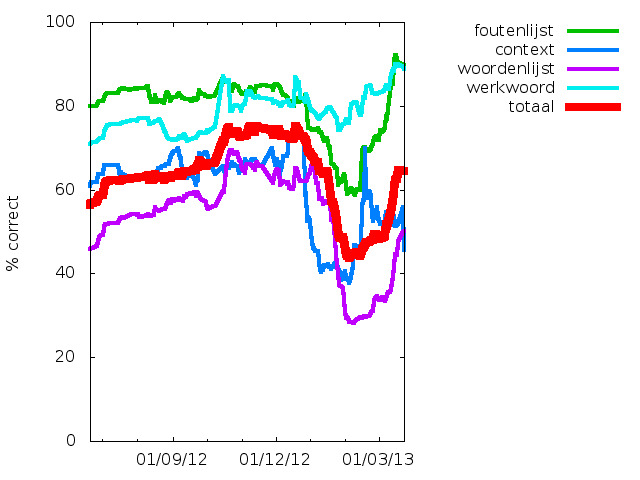 100
80
60
40
20
0
% correct
01/09/12
01/12/12
01/03/13
foutenlijst
context
woordenlijst
werkwoord
totaal